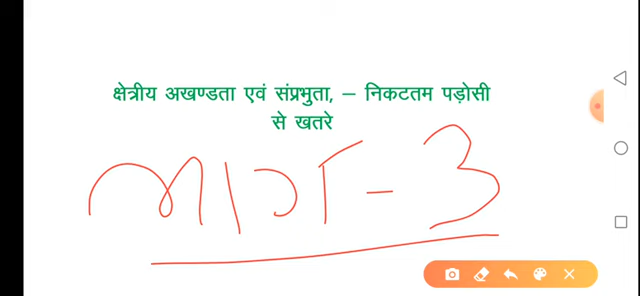 क्षेत्रीय अखण्डता एवं संप्रभुता, – निकटतम पड़ोसी
से खतरे
भाग - 3